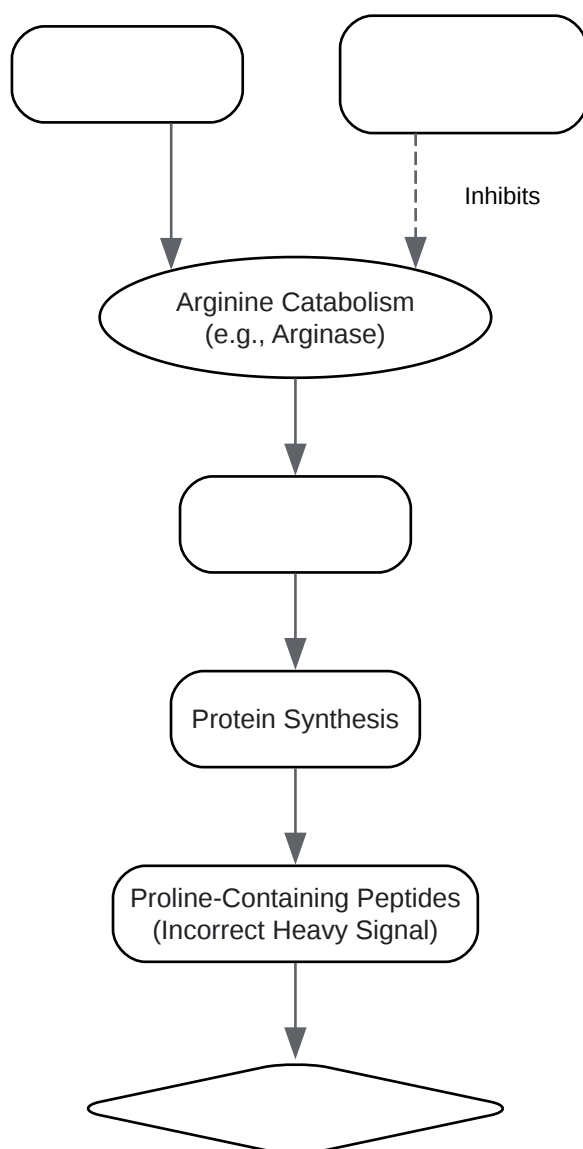 Inhibits
Arginine Catabolism
(e.g., Arginase)
Protein Synthesis
Proline-Containing Peptides
(Incorrect Heavy Signal)